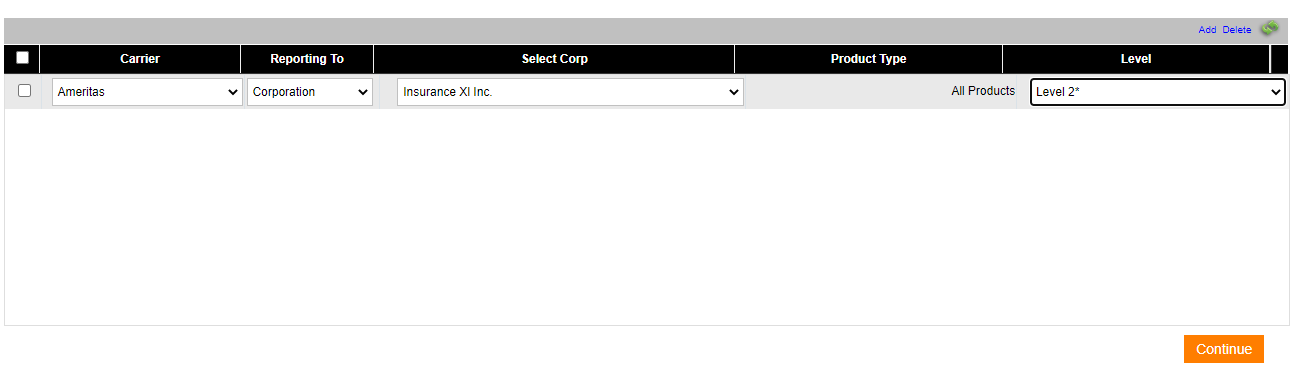 Add Delete
Carrier Reporting To Select Corp Product Type Level
Ameritas Corporation Insurance XI Inc. All Products Level 2*
Continue